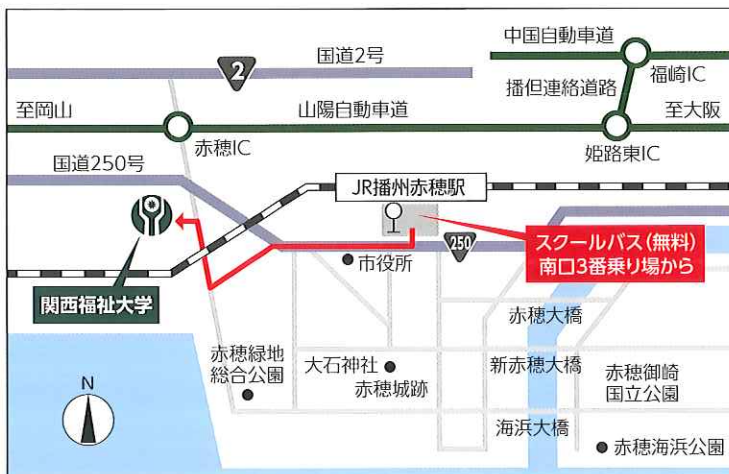 中国自動車道
国道2号
2
福崎IC
播但連絡道路
至岡山
山陽自動車道
至大阪
赤穂IC
姫路東IC
国道250号
JR播州赤穂駅
スクールバス(無料)
南口3番乗り場から
250
市役所
関西福祉大学
赤穂大橋
赤穂緑地
総合公園
大石神社
赤穂城跡
新赤穂大橋
赤穂御崎
国立公園
N
海浜大橋
赤穂海浜公園